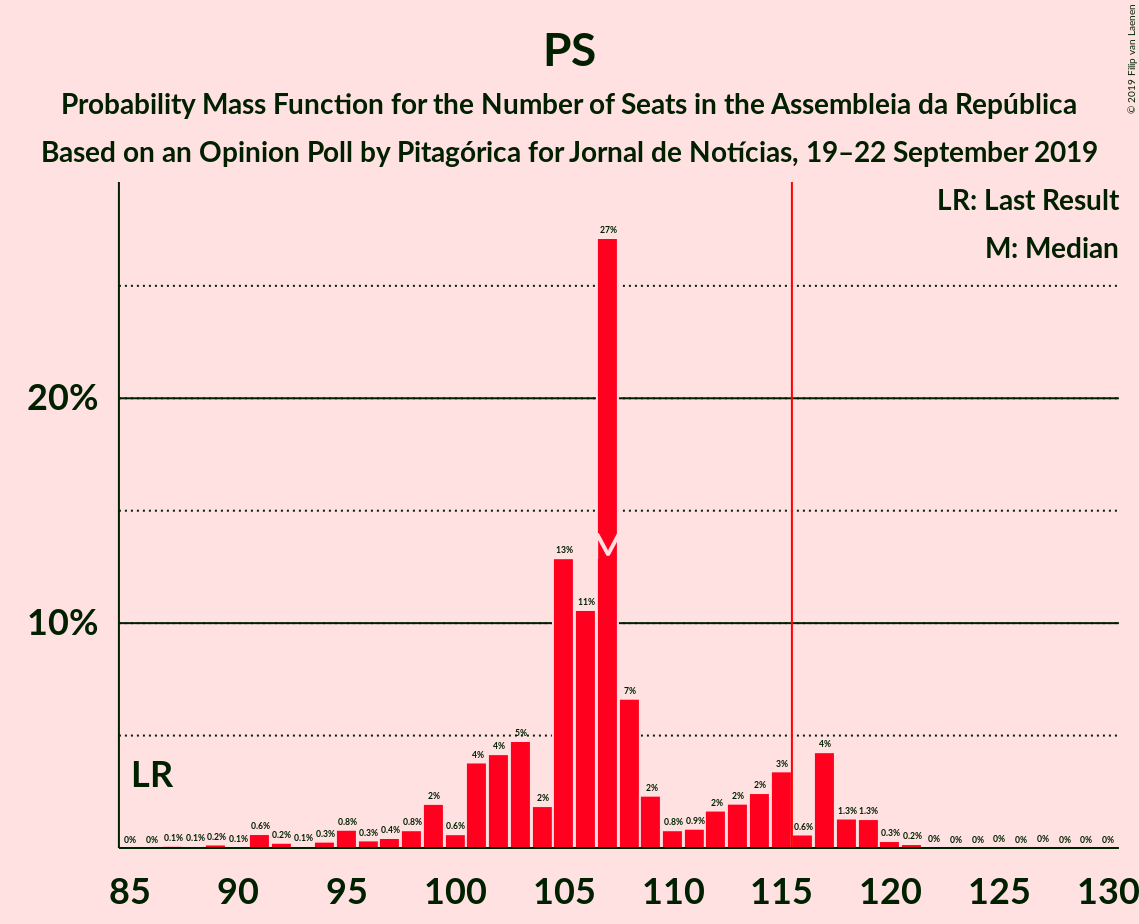 PS
Probability Mass Function for the Number of Seats in the Assembleia da República
Based on an Opinion Poll by Pitagórica for Jornal de Notícias, 19–22 September 2019
© 2019 Filip van Laenen
LR: Last Result
M: Median
20%
10%
LR
M
0% 0% 0.1% 0.1% 0.2% 0.1% 0.6% 0.2% 0.1% 0.3% 0.8% 0.3% 0.4% 0.8% 2% 0.6% 4% 4% 5% 2% 13% 11% 27% 7% 2% 0.8% 0.9% 2% 2% 2% 3% 0.6% 4% 1.3% 1.3% 0.3% 0.2% 0% 0% 0% 0% 0% 0% 0% 0% 0%
85 90 95 100 105 110 115 120 125 130